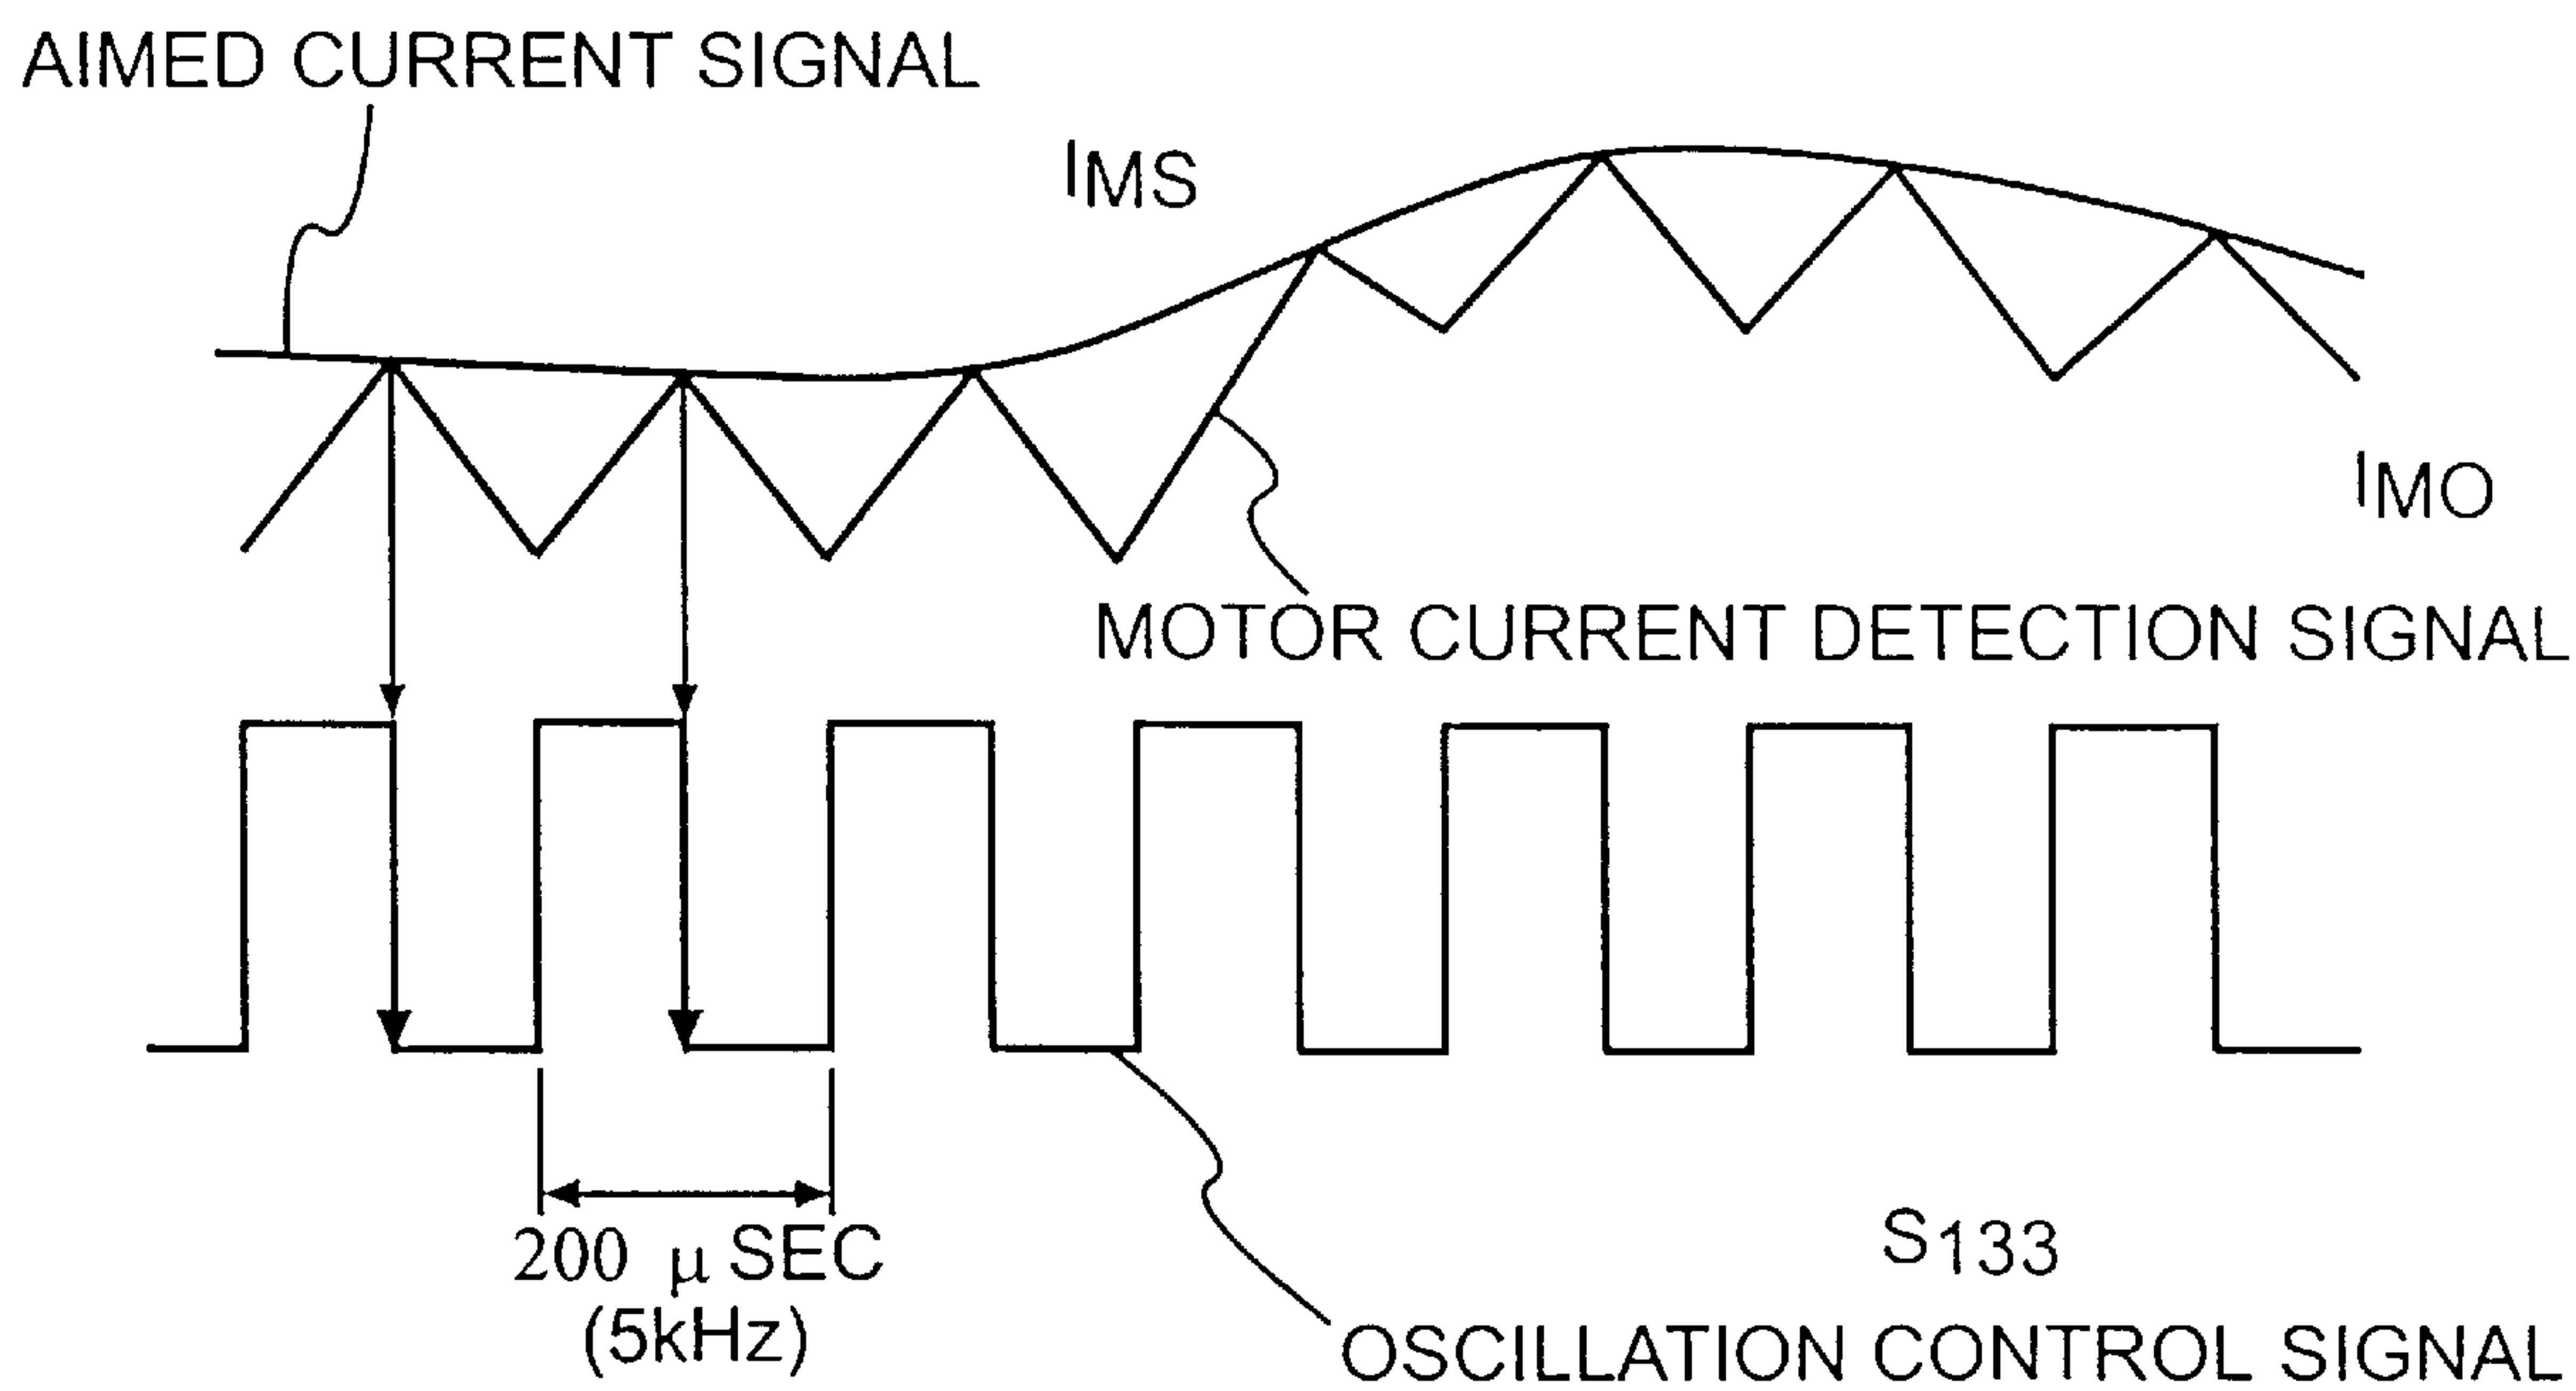 AIMED CURRENT SIGNAL
IMS
IMO
MOTOR CURRENT DETECTION SIGNAL
200 μ SEC
(5kHz)
S133
OSCILLATION CONTROL SIGNAL